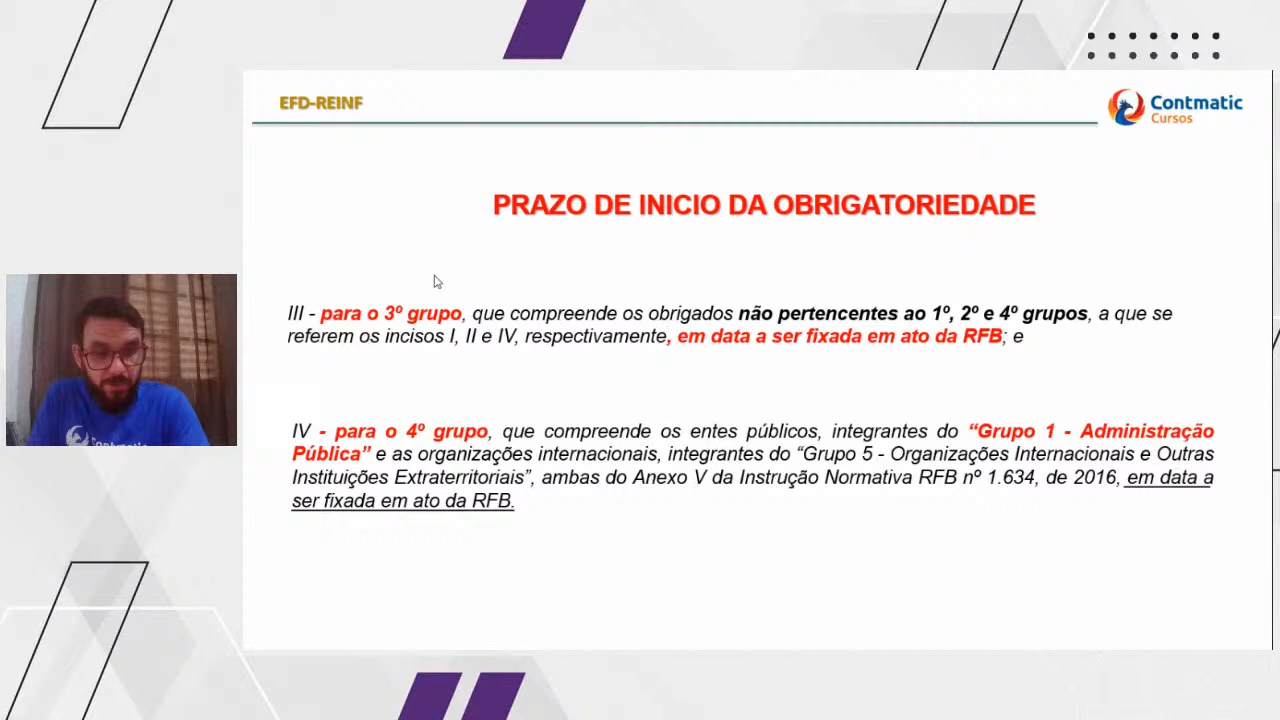 EFD-REINF
Contmatic
Cursos
PRAZO DE INICIO DA OBRIGATORIEDADE
III - para o 3º grupo, que compreende os obrigados não pertencentes ao 1º, 2º e 4º grupos, a que se
referem os incisos I, II e IV, respectivamente, em data a ser fixada em ato da RFB; e
IV - para o 4º grupo, que compreende os entes públicos, integrantes do “Grupo 1 - Administração
Pública” e as organizações internacionais, integrantes do “Grupo 5 - Organizações Internacionais e Outras
Instituições Extraterritoriais”, ambas do Anexo V da Instrução Normativa RFB nº 1.634, de 2016, em data a
ser fixada em ato da RFB.
Contmatic